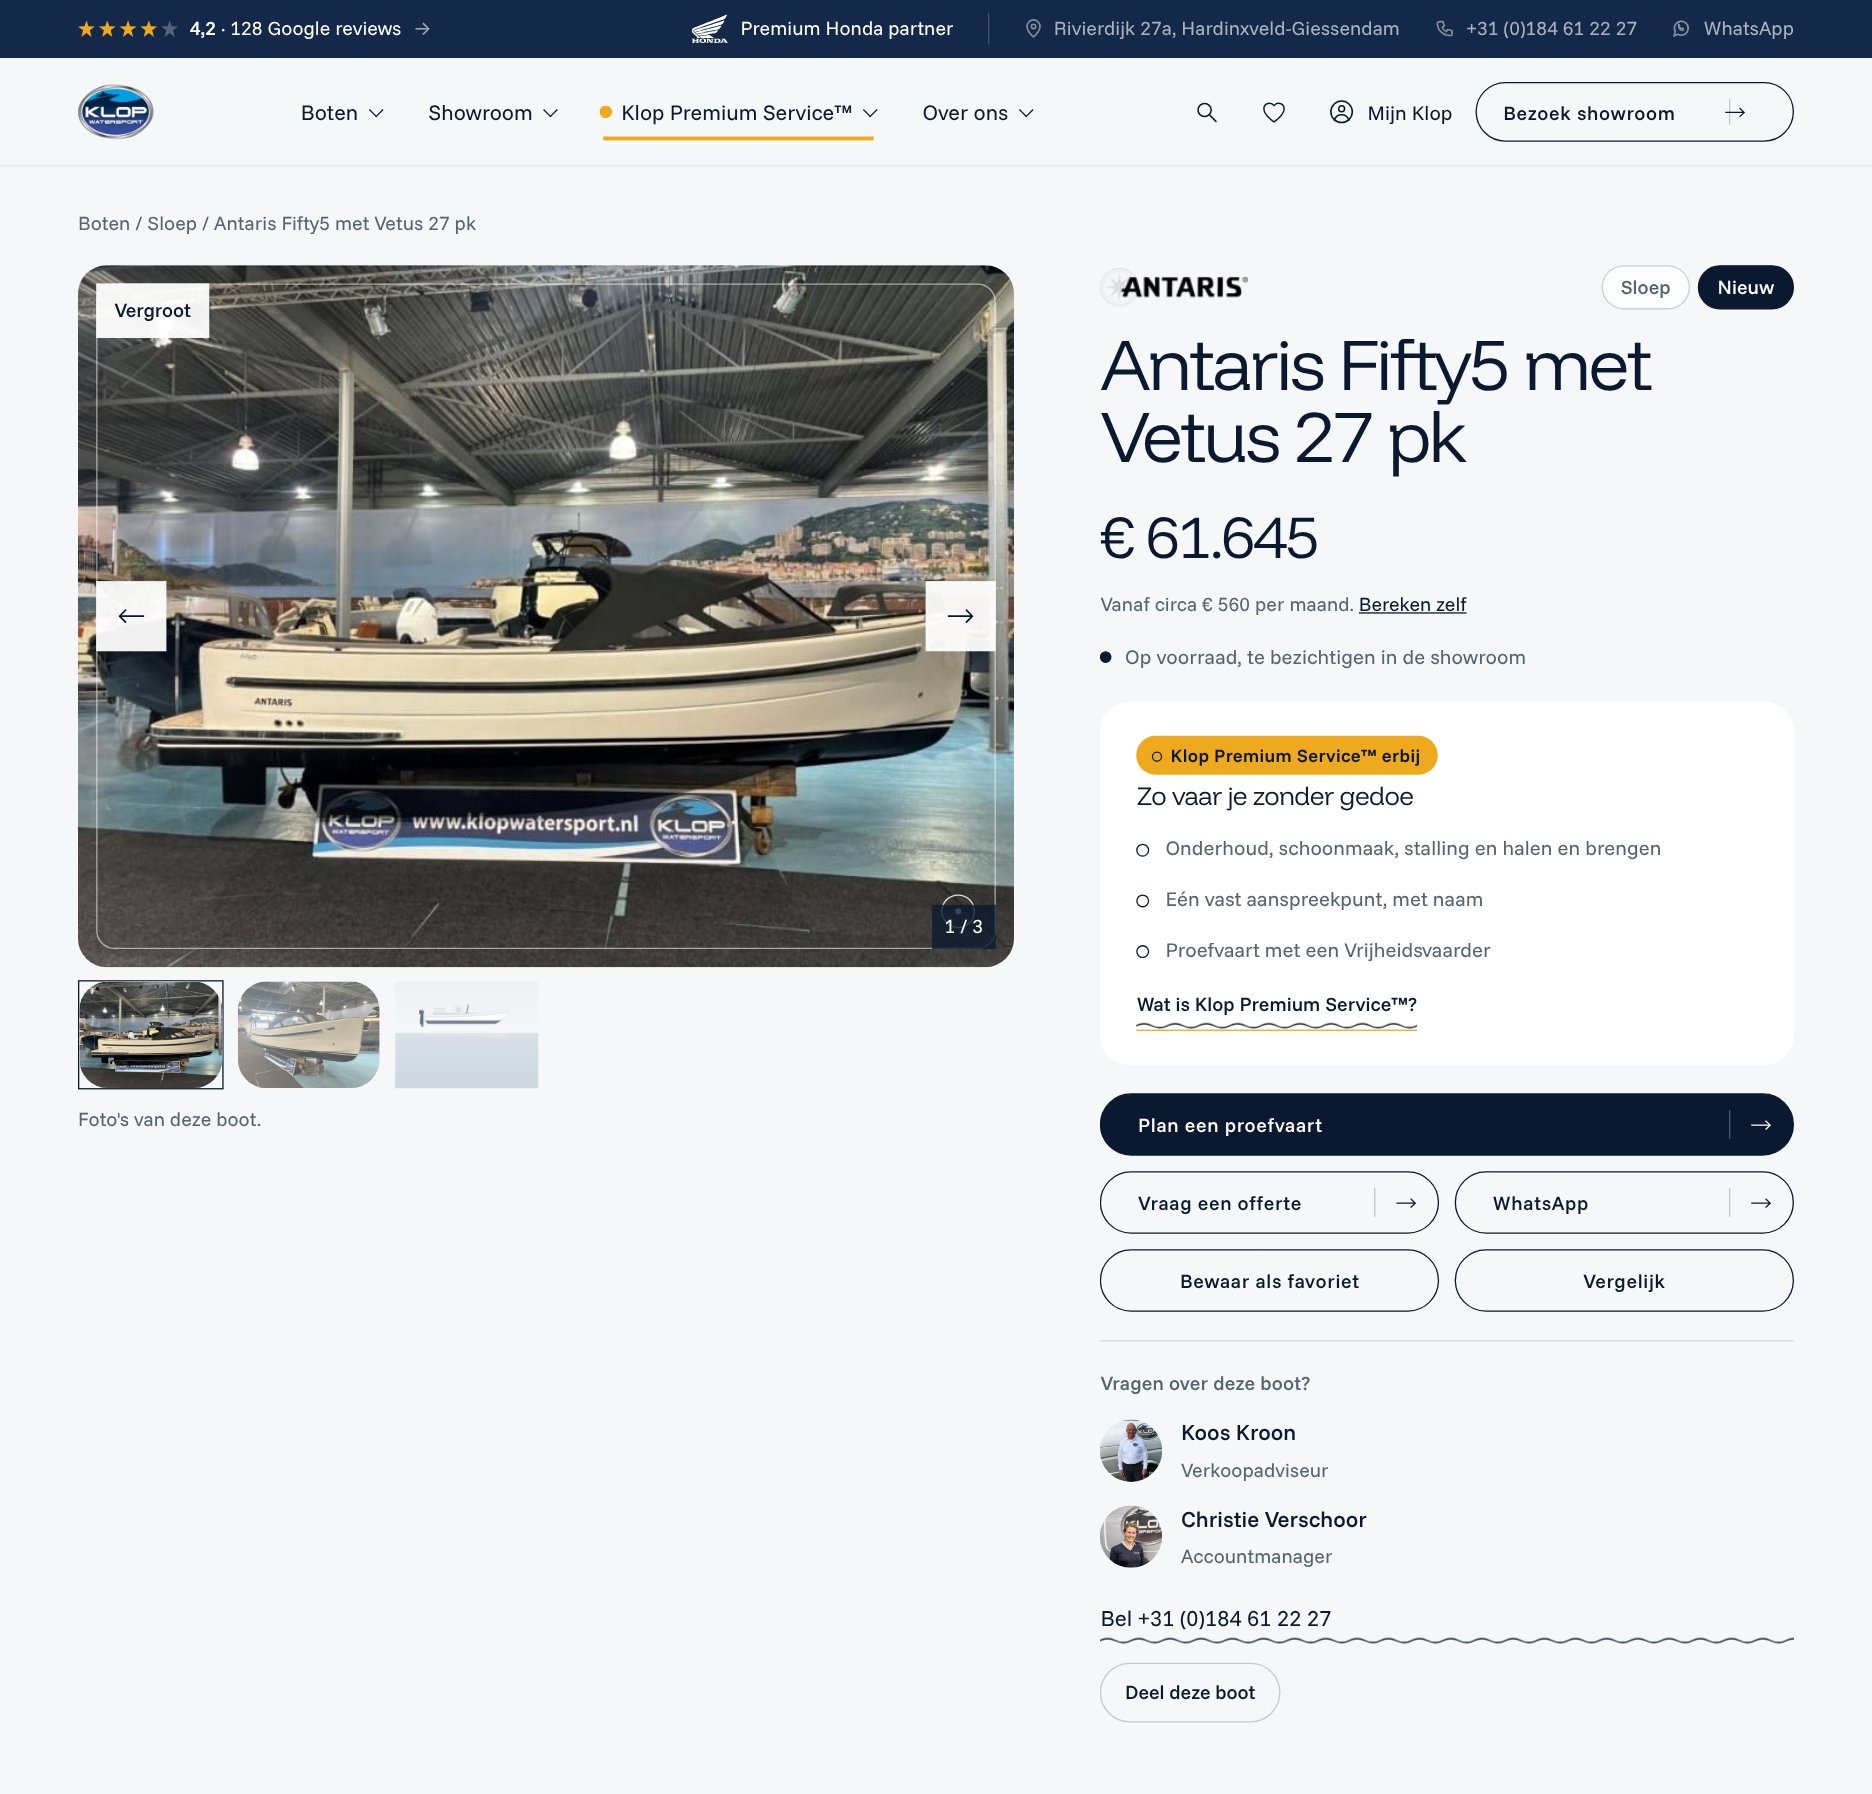 4,2 · 128 Google reviews
HONDA
Premium Honda partner
Rivierdijk 27a, Hardinxveld-Giessendam
+31 (0)184 61 22 27
WhatsApp
KLOP
WATERSPORT
Boten
Showroom
Klop Premium Service™
Over ons
Mijn Klop
Bezoek showroom
Boten / Sloep / Antaris Fifty5 met Vetus 27 pk
Vergroot
ANTARIS
KLOP
WATERSPORT
www.klopwatersport.nl
KLOP
WATERSPORT
1 / 3
Foto's van deze boot.
ANTARIS®
Sloep
Nieuw
Antaris Fifty5 met
Vetus 27 pk
€ 61.645
Vanaf circa € 560 per maand. Bereken zelf
Op voorraad, te bezichtigen in de showroom
Klop Premium Service™ erbij
Zo vaar je zonder gedoe
Onderhoud, schoonmaak, stalling en halen en brengen
Eén vast aanspreekpunt, met naam
Proefvaart met een Vrijheidsvaarder
Wat is Klop Premium Service™?
Plan een proefvaart
Vraag een offerte
WhatsApp
Bewaar als favoriet
Vergelijk
Vragen over deze boot?
Koos Kroon
Verkoopadviseur
Christie Verschoor
Accountmanager
Bel +31 (0)184 61 22 27
Deel deze boot